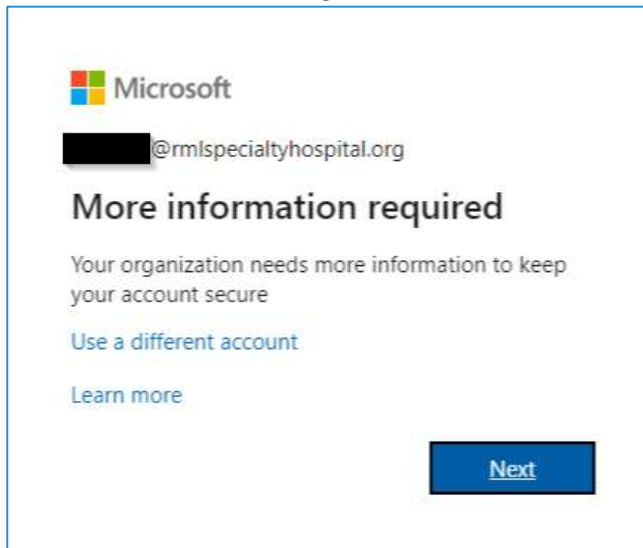 Microsoft
@rmlspecialtyhospital.org
More information required
Your organization needs more information to keep
your account secure
Use a different account
Learn more
Next